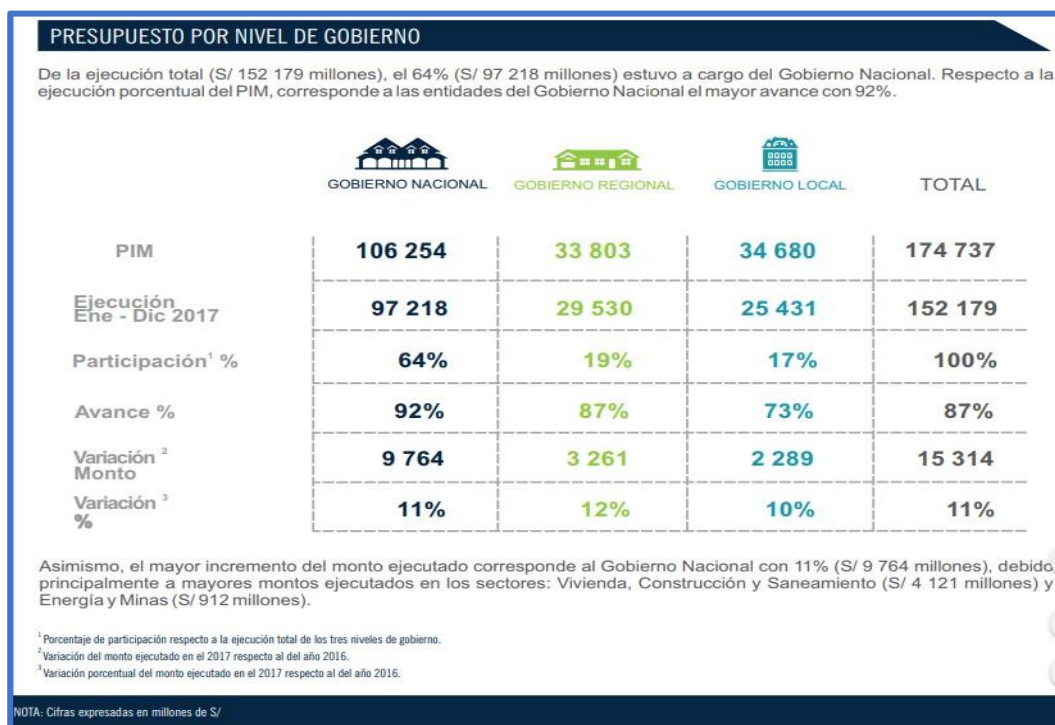 PRESUPUESTO POR NIVEL DE GOBIERNO
De la ejecución total (S/ 152 179 millones), el 64% (S/ 97 218 millones) estuvo a cargo del Gobierno Nacional. Respecto a la
ejecución porcentual del PIM, corresponde a las entidades del Gobierno Nacional el mayor avance con 92%.
GOBIERNO NACIONAL GOBIERNO REGIONAL GOBIERNO LOCAL TOTAL
PIM 106 254 33 803 34 680 174 737
Ejecución
Ene - Dic 2017 97 218 29 530 25 431 152 179
Participación¹ % 64% 19% 17% 100%
Avance % 92% 87% 73% 87%
Variación ²
Monto 9 764 3 261 2 289 15 314
Variación ³
% 11% 12% 10% 11%
Asimismo, el mayor incremento del monto ejecutado corresponde al Gobierno Nacional con 11% (S/ 9 764 millones), debido
principalmente a mayores montos ejecutados en los sectores: Vivienda, Construcción y Saneamiento (S/ 4 121 millones) y
Energía y Minas (S/ 912 millones).
¹ Porcentaje de participación respecto a la ejecución total de los tres niveles de gobierno.
² Variación del monto ejecutado en el 2017 respecto al del año 2016.
³ Variación porcentual del monto ejecutado en el 2017 respecto al del año 2016.
NOTA: Cifras expresadas en millones de S/